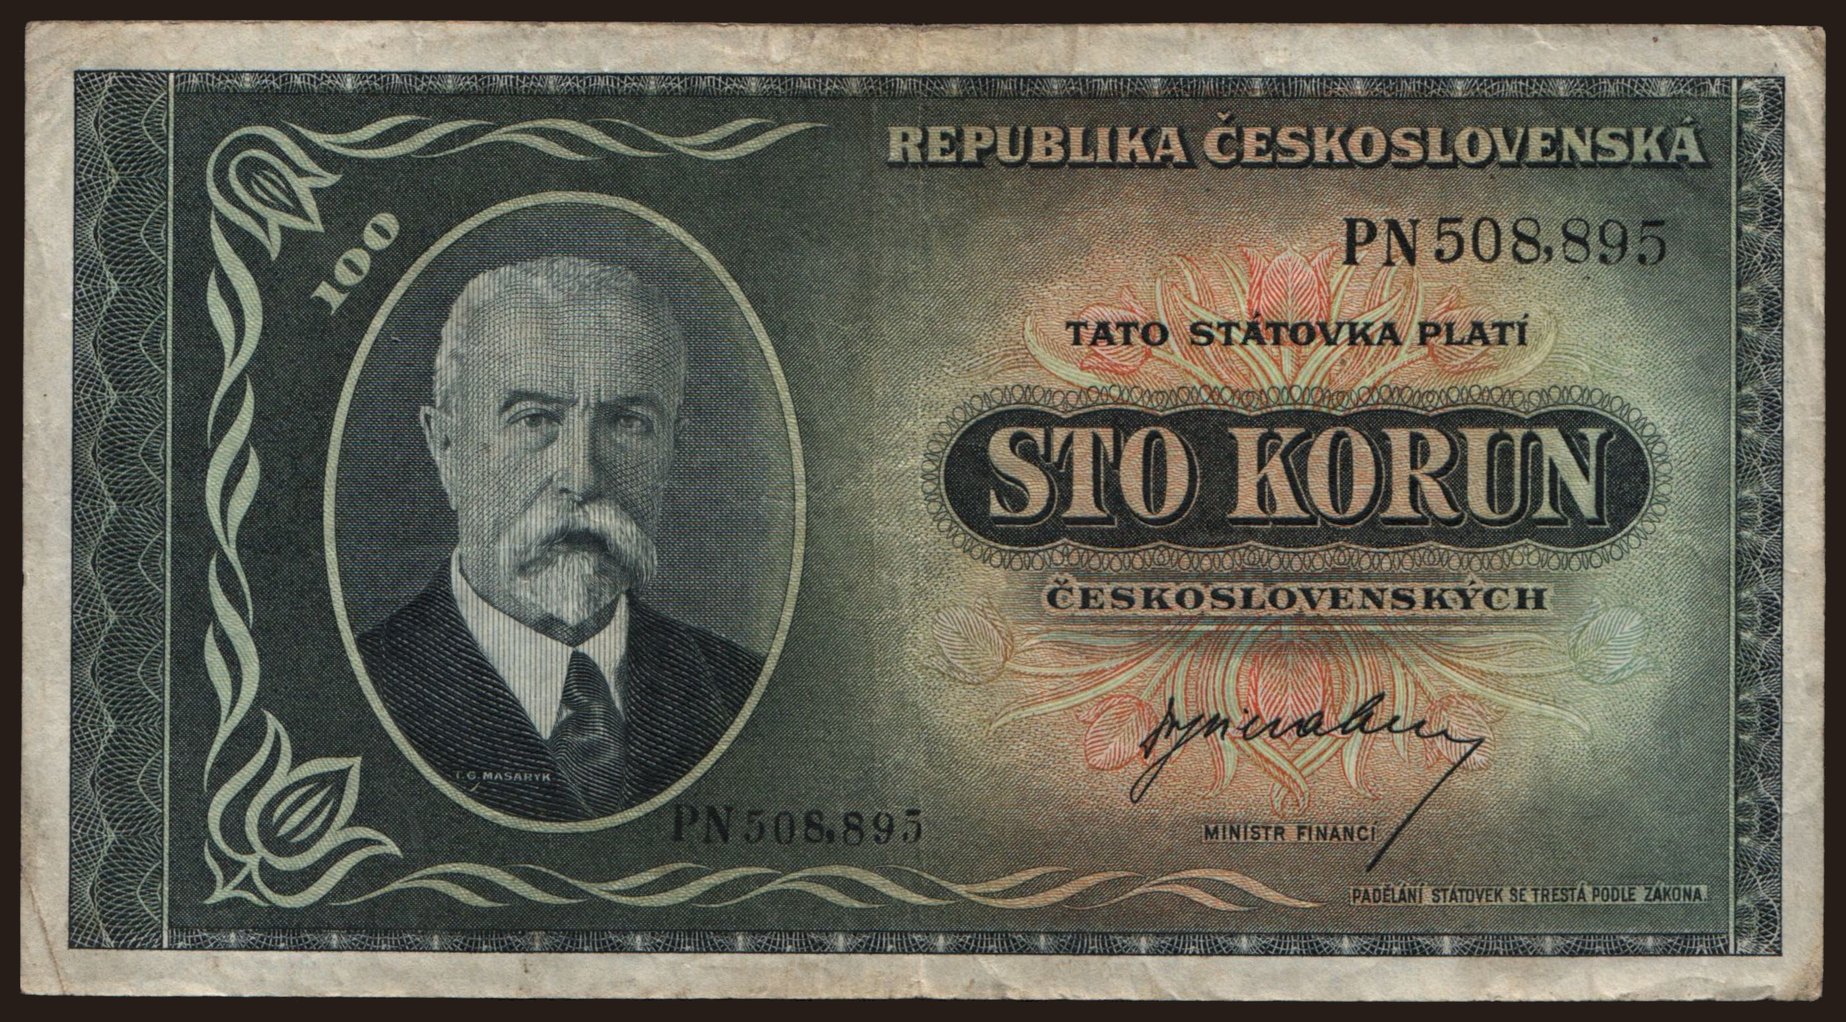 REPUBLIKA ČESKOSLOVENSKÁ
100
PN 508,895
TATO STÁTOVKA PLATÍ
STO KORUN
ČESKOSLOVENSKÝCH
T. G. MASARYK
PN 508,895
MINISTR FINANCÍ
PADĚLÁNÍ STÁTOVEK SE TRESTÁ PODLE ZÁKONA.